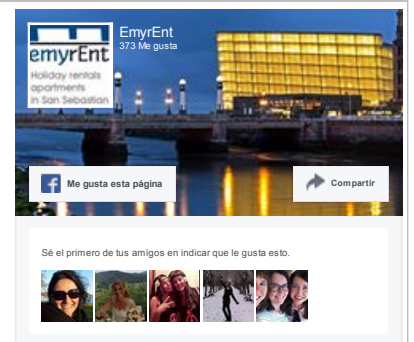 EmyrEnt
373 Me gusta
emyrEnt
Holiday rentals
apartments
in San Sebastian
Me gusta esta página
Compartir
Sé el primero de tus amigos en indicar que le gusta esto.